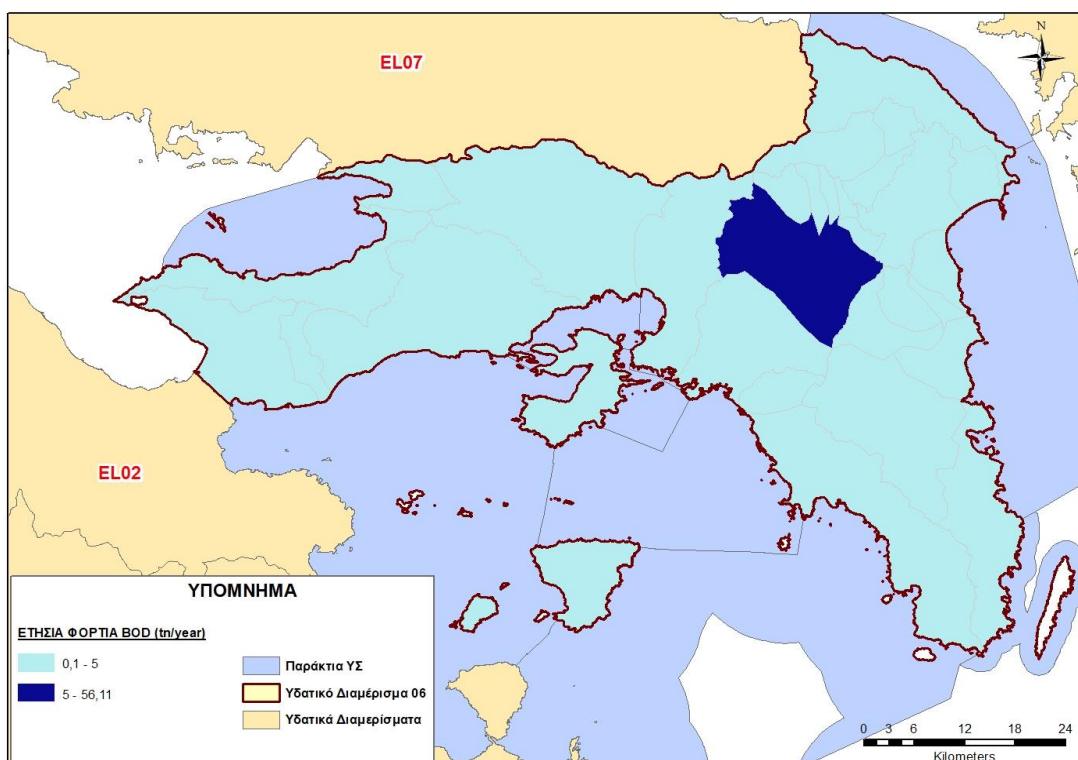 EL07
N
EL02
ΥΠΟΜΝΗΜΑ
ΕΤΗΣΙΑ ΦΟΡΤΙΑ BOD (tn/year)
0,1 - 5
5 - 56,11
Παράκτια ΥΣ
Υδατικό Διαμέρισμα 06
Υδατικά Διαμερίσματα
0 3 6 12 18 24
Kilometers